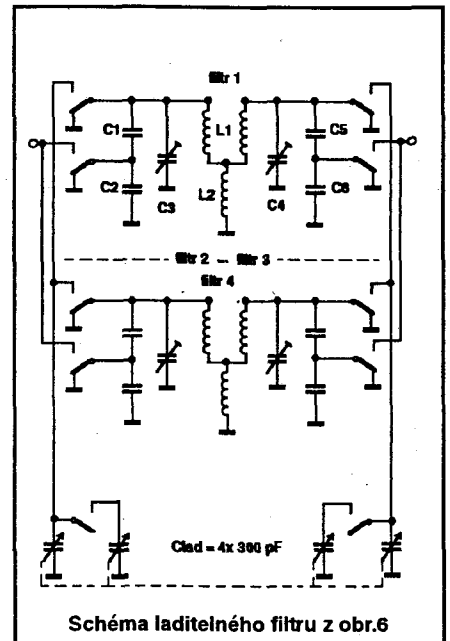 filtr 1
C1
L1
C5
C2
C3
L2
C4
C6
filtr 2 - filtr 3
filtr 4
Clad = 4x 300 pF
Schéma laditelného filtru z obr.6